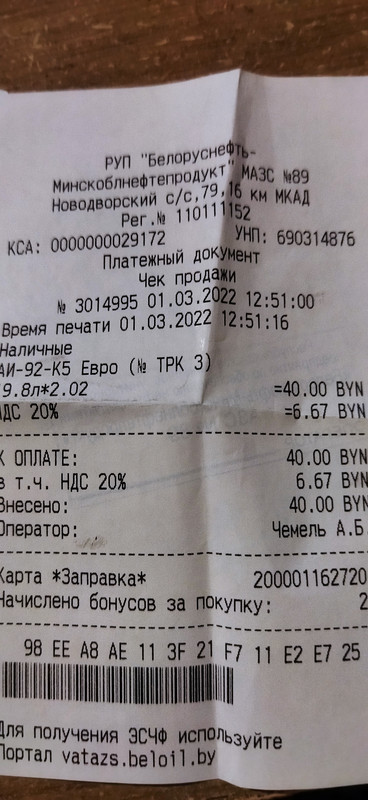 РУП "Белоруснефть-
Минскоблнефтепродукт" МАЗС №89
Новодворский с/с,79,16 км МКАД
Рег.№ 110111152
КСА: 0000000029172 УНП: 690314876
Платежный документ
Чек продажи
№ 3014995 01.03.2022 12:51:00
Время печати 01.03.2022 12:51:16
Наличные
АИ-92-К5 Евро (№ ТРК 3)
9.8л*2.02 =40.00 BYN
НДС 20% =6.67 BYN
К ОПЛАТЕ: 40.00 BYN
в т.ч. НДС 20% 6.67 BYN
Внесено: 40.00 BYN
Оператор: Чемель А.Б.
Карта *Заправка* 200001162720
Начислено бонусов за покупку: 2
98 EE A8 AE 11 3F 21 F7 11 E2 E7 25
Для получения ЭСЧФ используйте
Портал vatazs.beloil.by